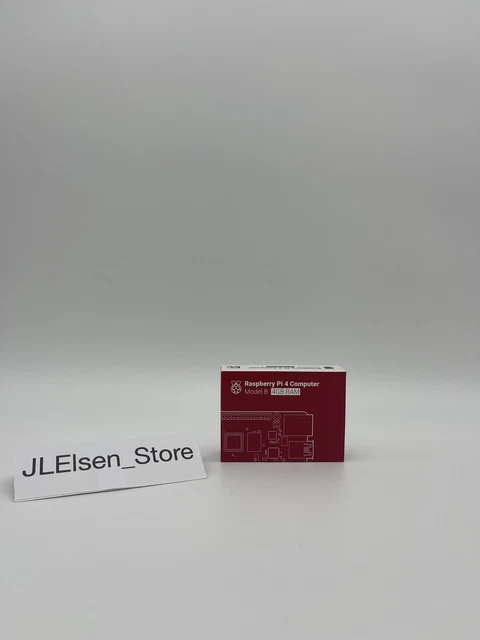 Raspberry Pi 4 Computer
Model B 4GB RAM
JLElsen_Store